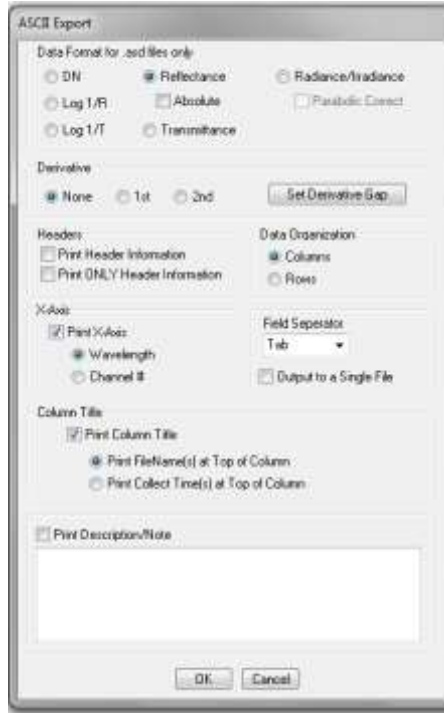 ASCII Export
Data Format for .asd files only
DN
Reflectance
Radiance/Irradiance
Log 1/R
Absolute
Parabolic Correct
Log 1/T
Transmittance
Derivative
None
1st
2nd
Set Derivative Gap
Headers
Print Header Information
Print ONLY Header Information
Data Organization
Columns
Rows
X-Axis
Print X-Axis
Wavelength
Channel #
Field Seperator
Tab
Output to a Single File
Column Title
Print Column Title
Print FileName(s) at Top of Column
Print Collect Time(s) at Top of Column
Print Description/Note
OK
Cancel